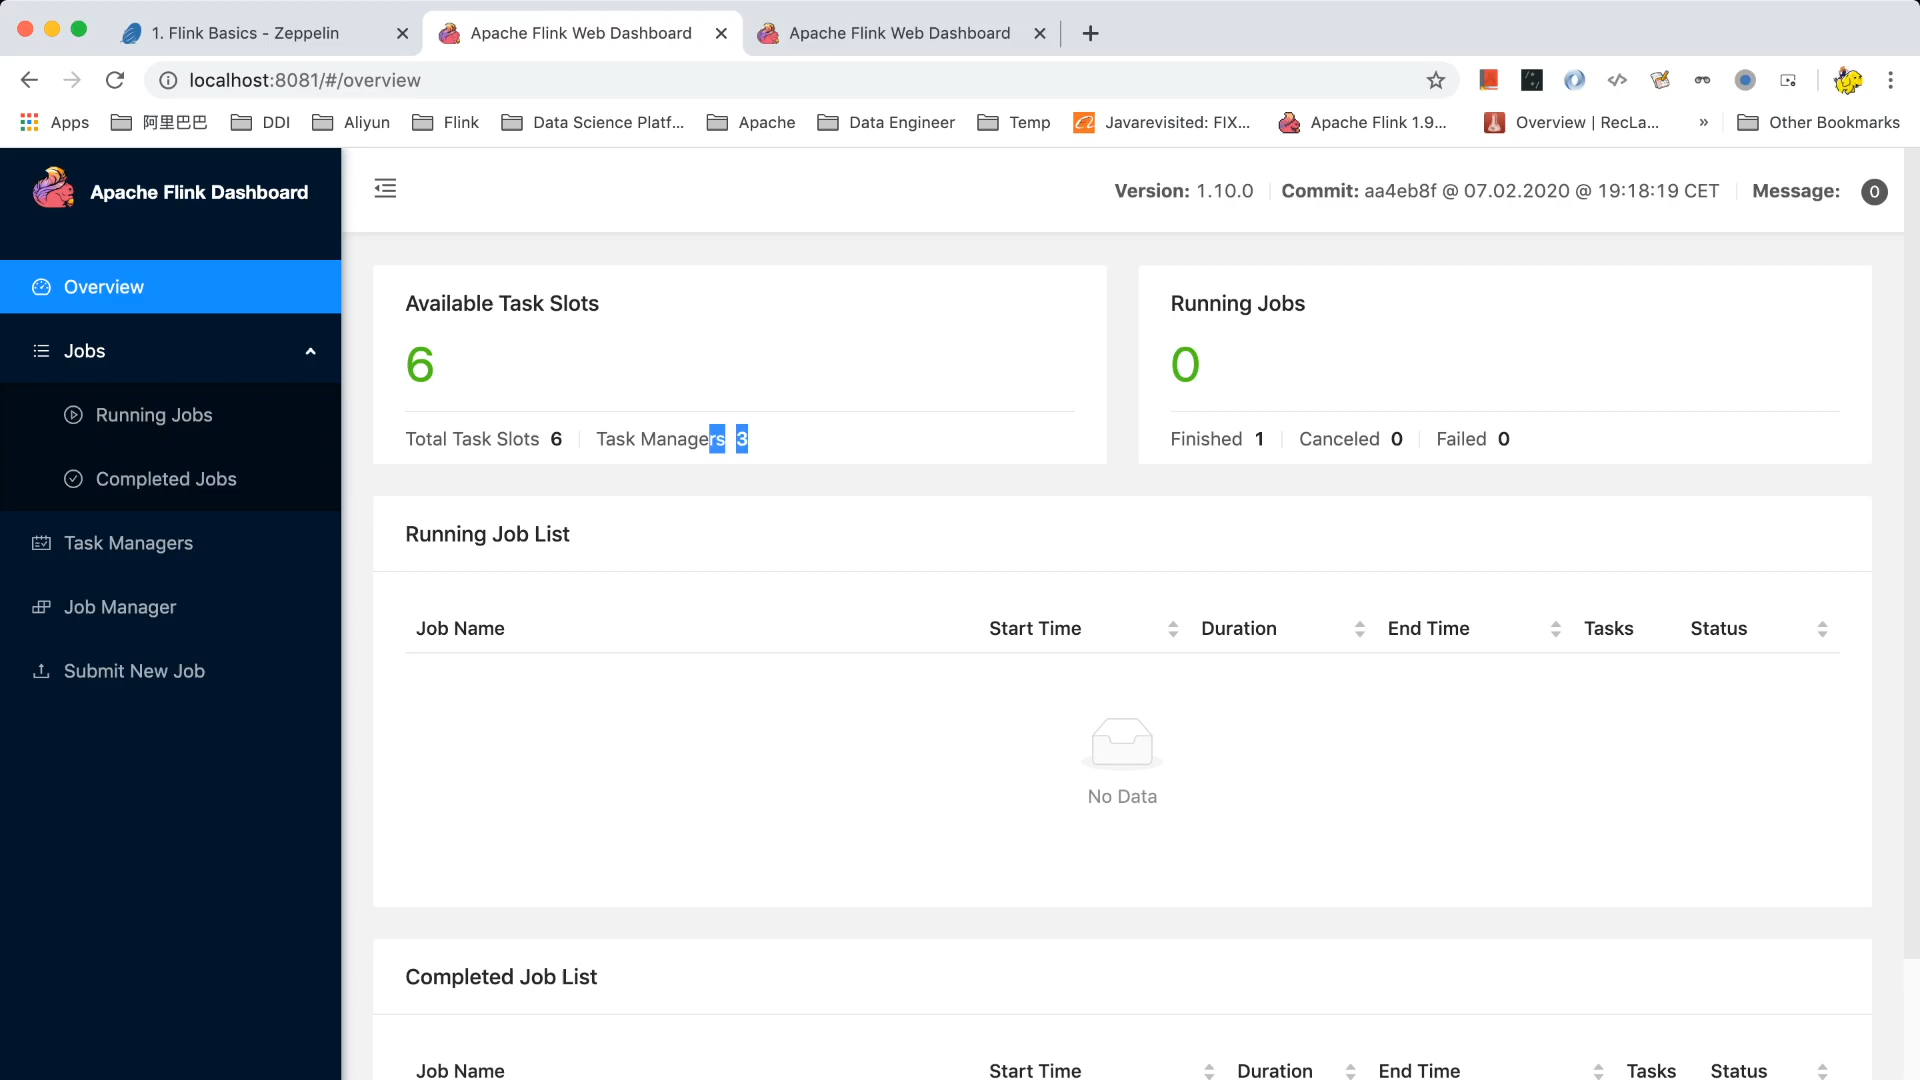 1. Flink Basics - Zeppelin
Apache Flink Web Dashboard
Apache Flink Web Dashboard
localhost:8081/#/overview
Apps
阿里巴巴
DDI
Aliyun
Flink
Data Science Platf...
Apache
Data Engineer
Temp
Javarevisited: FIX...
Apache Flink 1.9...
Overview | RecLa...
»
Other Bookmarks
Apache Flink Dashboard
Version: 1.10.0
Commit: aa4eb8f @ 07.02.2020 @ 19:18:19 CET
Message: 0
Overview
Jobs
Running Jobs
Completed Jobs
Task Managers
Job Manager
Submit New Job
Available Task Slots
6
Total Task Slots 6
Task Managers 3
Running Jobs
0
Finished 1
Canceled 0
Failed 0
Running Job List
Job Name
Start Time
Duration
End Time
Tasks
Status
No Data
Completed Job List
Job Name
Start Time
Duration
End Time
Tasks
Status